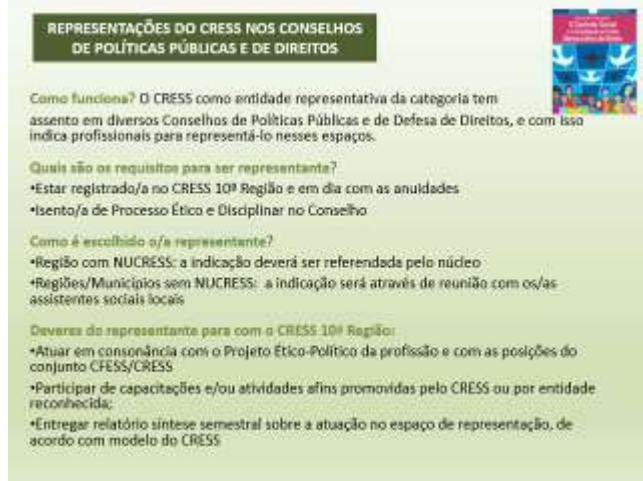 REPRESENTAÇÕES DO CRESS NOS CONSELHOS
DE POLÍTICAS PÚBLICAS E DE DIREITOS
Como funciona? O CRESS como entidade representativa da categoria tem
assento em diversos Conselhos de Políticas Públicas e de Defesa de Direitos, e com isso
indica profissionais para representá-lo nesses espaços.
Quais são os requisitos para ser representante?
•Estar registrado/a no CRESS 10ª Região e em dia com as anuidades
•Isento/a de Processo Ético e Disciplinar no Conselho
Como é escolhido o/a representante?
•Região com NUCRESS: a indicação deverá ser referendada pelo núcleo
•Regiões/Municípios sem NUCRESS: a indicação será através de reunião com os/as
assistentes sociais locais
Deveres do representante para com o CRESS 10ª Região:
•Atuar em consonância com o Projeto Ético-Político da profissão e com as posições do
conjunto CFESS/CRESS
•Participar de capacitações e/ou atividades afins promovidas pelo CRESS ou por entidade
reconhecida;
•Entregar relatório síntese semestral sobre a atuação no espaço de representação, de
acordo com modelo do CRESS
O Controle Social